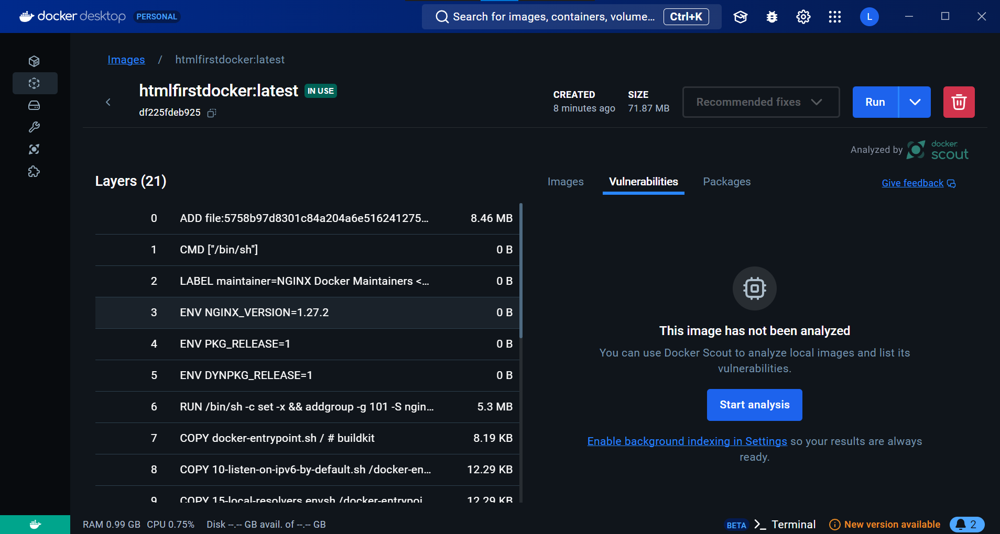 docker desktop PERSONAL
Search for images, containers, volume... Ctrl+K
L
Images / htmlfirstdocker:latest
htmlfirstdocker:latest IN USE
df225fdeb925
CREATED
8 minutes ago
SIZE
71.87 MB
Recommended fixes
Run
Analyzed by docker scout
Layers (21)
Images Vulnerabilities Packages
Give feedback
0 ADD file:5758b97d8301c84a204a6e516241275... 8.46 MB
1 CMD ["/bin/sh"] 0 B
2 LABEL maintainer=NGINX Docker Maintainers <... 0 B
3 ENV NGINX_VERSION=1.27.2 0 B
4 ENV PKG_RELEASE=1 0 B
5 ENV DYNPKG_RELEASE=1 0 B
6 RUN /bin/sh -c set -x && addgroup -g 101 -S ngin... 5.3 MB
7 COPY docker-entrypoint.sh / # buildkit 8.19 KB
8 COPY 10-listen-on-ipv6-by-default.sh /docker-en... 12.29 KB
9 COPY 15-local-resolvers.envsh /docker-entrypoi 12.29 KB
This image has not been analyzed
You can use Docker Scout to analyze local images and list its
vulnerabilities.
Start analysis
Enable background indexing in Settings so your results are always
ready.
RAM 0.99 GB CPU 0.75% Disk --.-- GB avail. of --.-- GB
BETA >_ Terminal
New version available
2